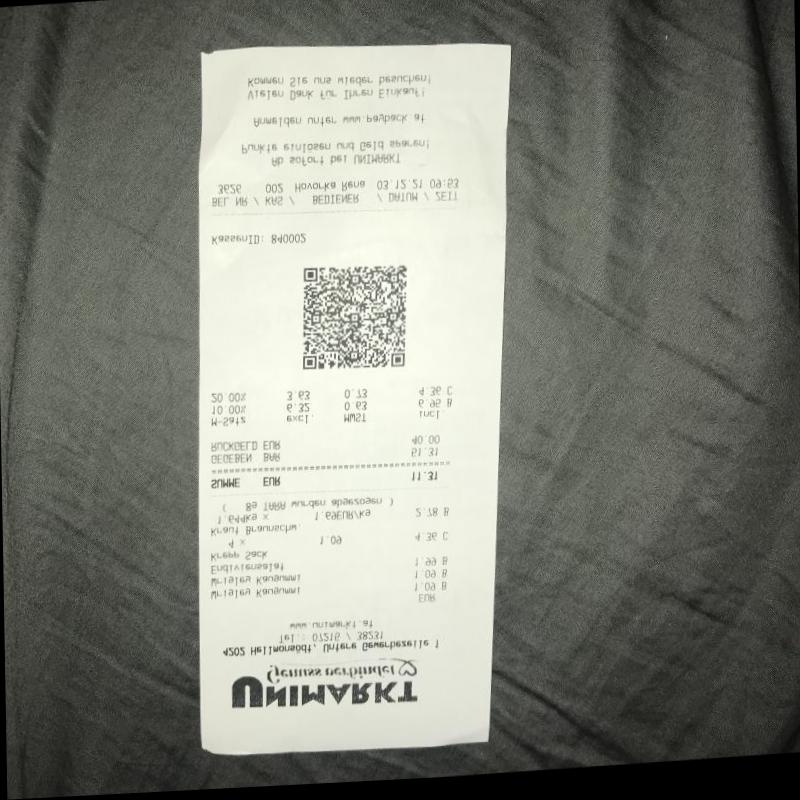 UNIMARKT
Genuss verbindet
4202 Hellmonsödt, Untere Gewerbezeile 1
Tel.: 07215 / 38231
www.unimarkt.at
EUR
Wrigley Kaugummi 1.09 B
Wrigley Kaugummi 1.09 B
Endiviensalat 1.99 B
Krepp Sack
4 x 1.09 4.36 C
Kraut Braunschw.
1.644kg x 1.69EUR/kg 2.78 B
( 8g TARA wurden abgezogen )
SUMME EUR 11.31
GEGEBEN BAR 51.31
RÜCKGELD EUR 40.00
M-Satz excl. MWST incl.
10.00% 6.32 0.63 6.95 B
20.00% 3.63 0.73 4.36 C
KassenID: 840002
BEL NR / KAS / BEDIENER / DATUM / ZEIT
3626 002 Hovorka Rena 03.12.21 09:53
Ab sofort bei UNIMARKT
Punkte einlösen und Geld sparen!
Anmelden unter www.payback.at
Vielen Dank für Ihren Einkauf!
Kommen Sie uns wieder besuchen!